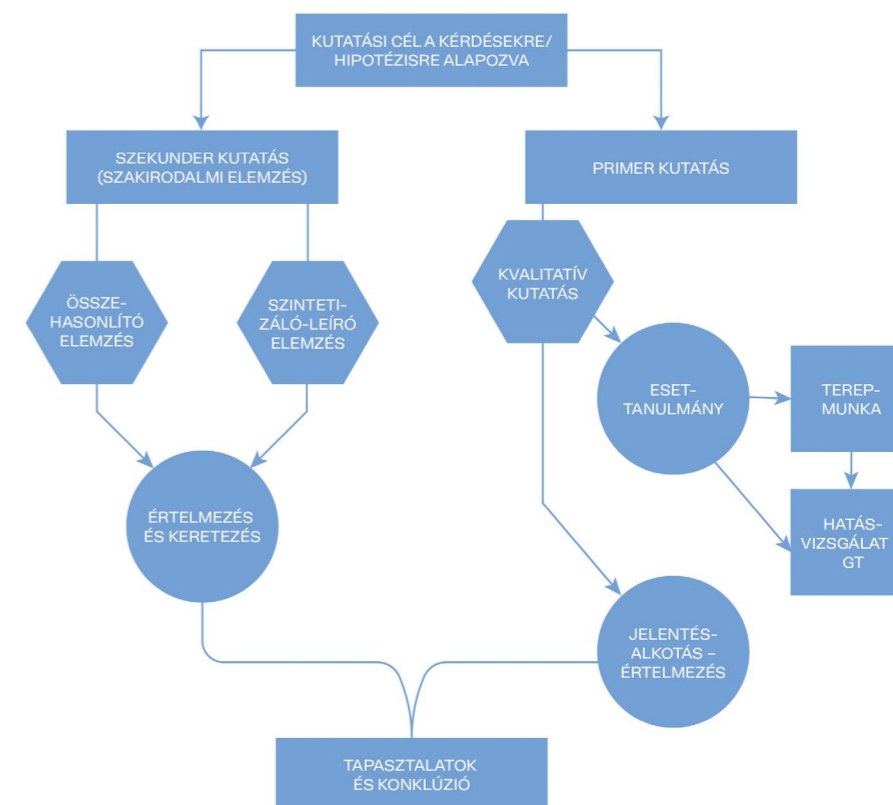 KUTATÁSI CÉL A KÉRDÉSEKRE/
HIPOTÉZISRE ALAPOZVA
SZEKUNDER KUTATÁS
(SZAKIRODALMI ELEMZÉS)
PRIMER KUTATÁS
ÖSSZE-
HASONLÍTÓ
ELEMZÉS
SZINTETI-
ZÁLÓ-LEÍRÓ
ELEMZÉS
KVALITATÍV
KUTATÁS
ESET-
TANULMÁNY
TEREP-
MUNKA
HATÁS-
VIZSGÁLAT
GT
ÉRTELMEZÉS
ÉS KERETEZÉS
JELENTÉS-
ALKOTÁS –
ÉRTELMEZÉS
TAPASZTALATOK
ÉS KONKLÚZIÓ